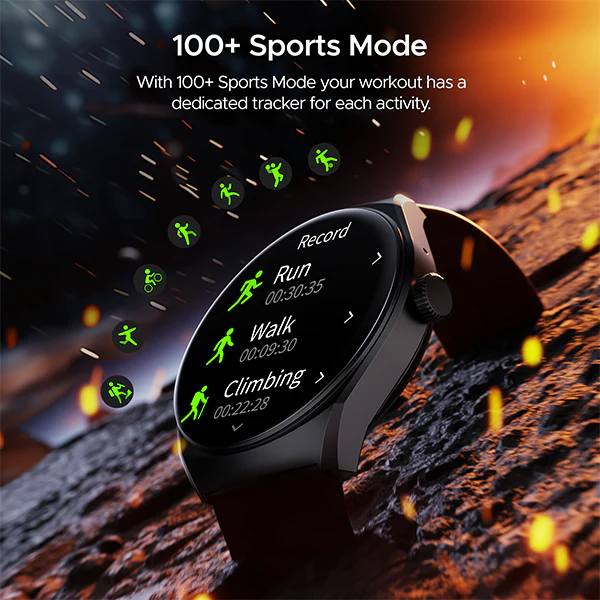 100+ Sports Mode
With 100+ Sports Mode your workout has a
dedicated tracker for each activity.
Record
Run
00:30:35
Walk
00:09:30
Climbing
00:22:28